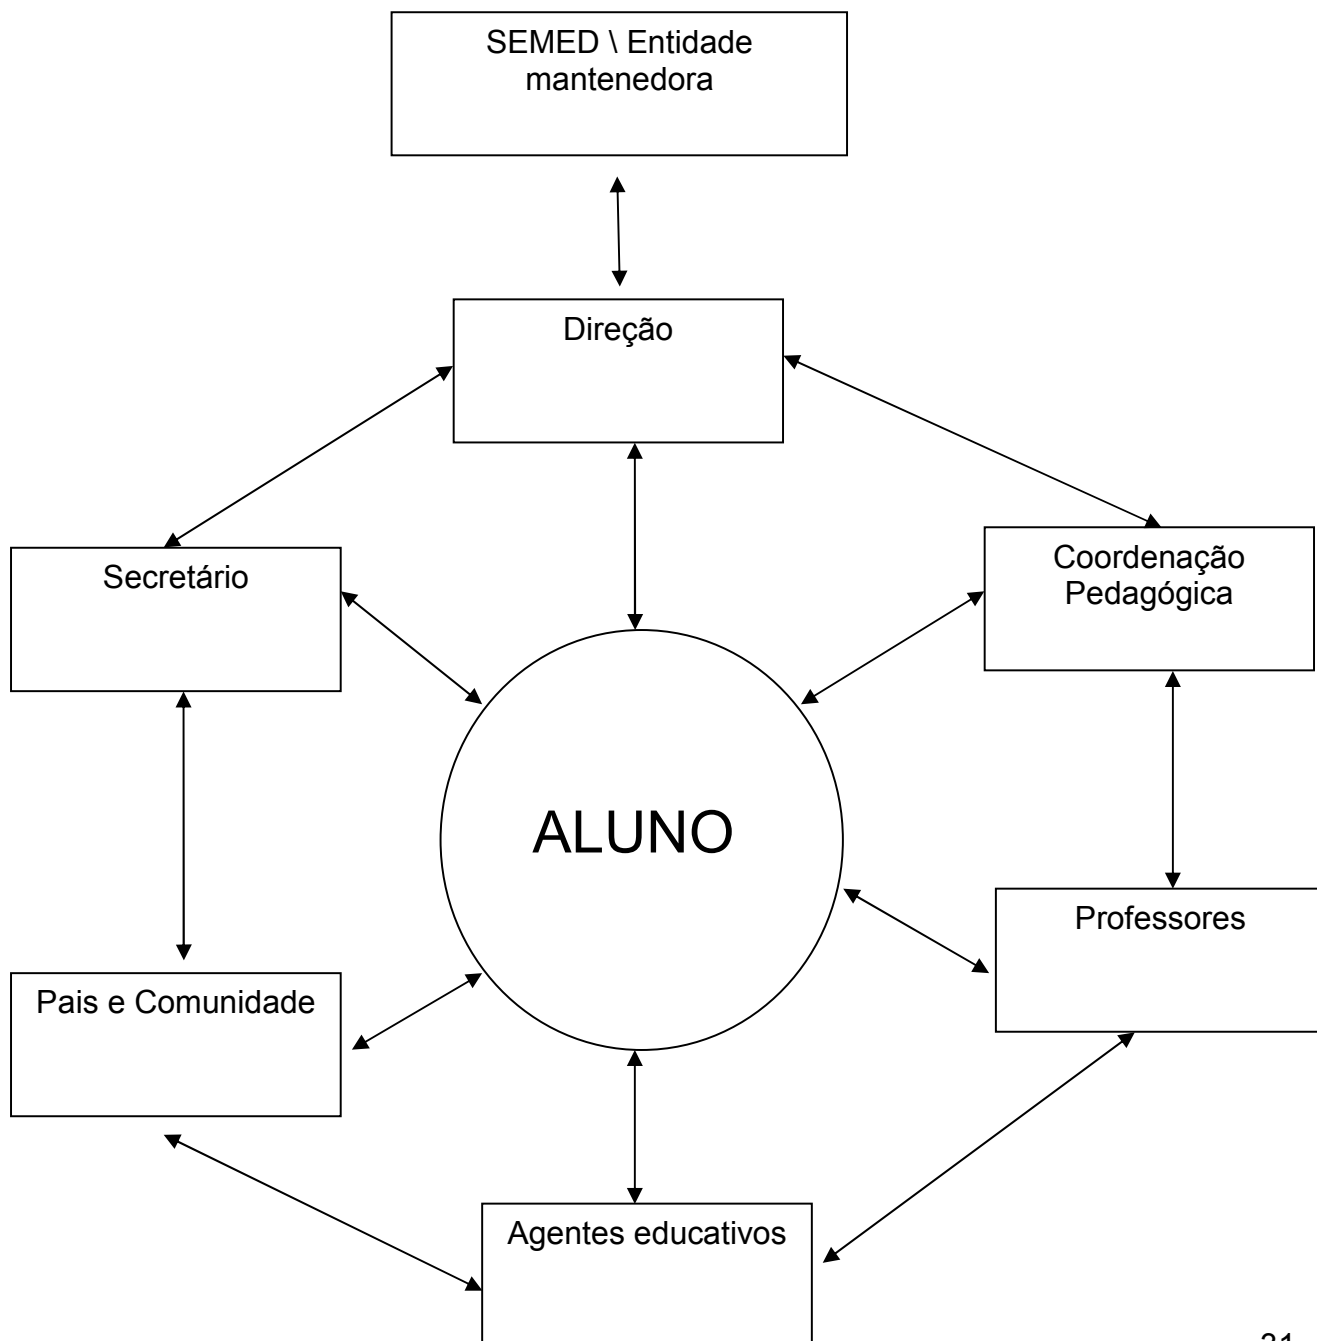 SEMED \ Entidade
mantenedora
Direção
Secretário
Coordenação
Pedagógica
ALUNO
Professores
Pais e Comunidade
Agentes educativos